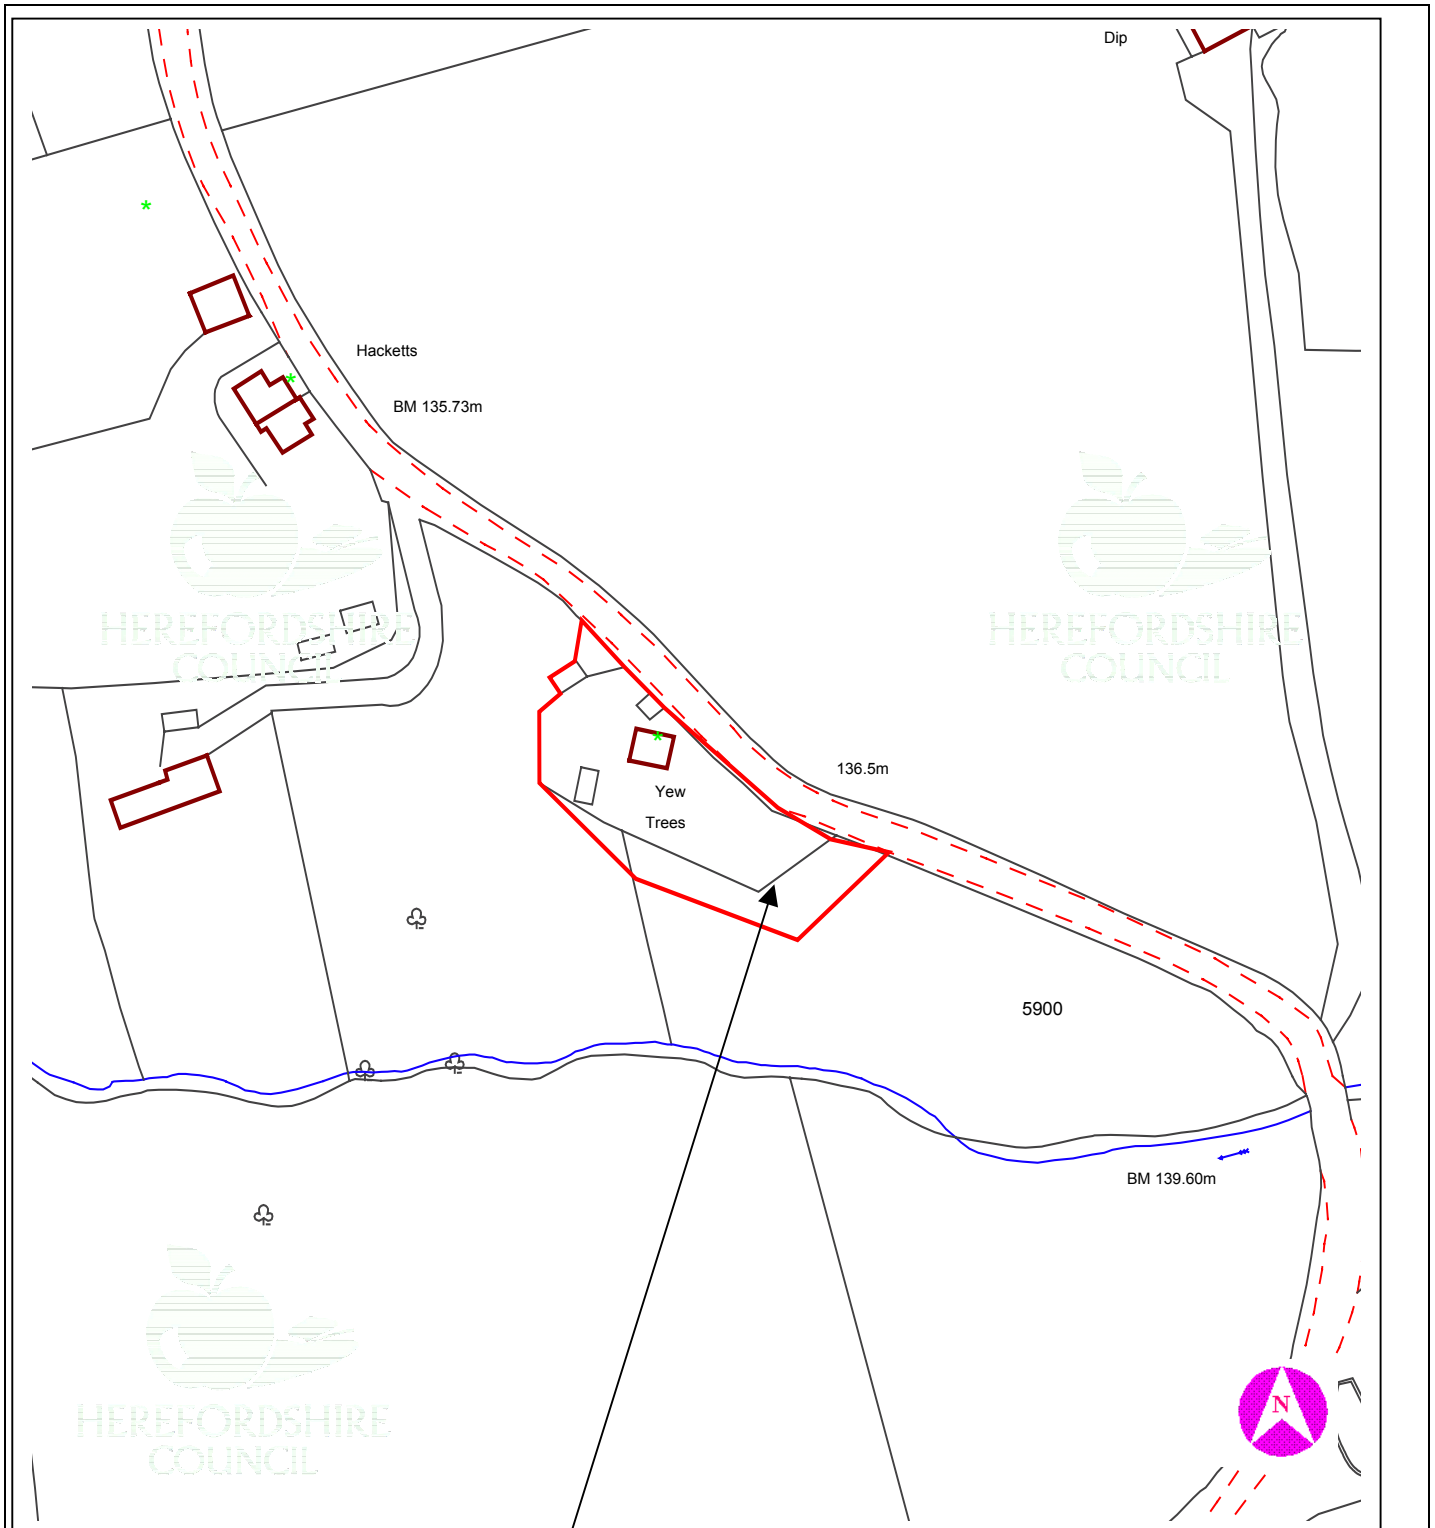 Dip
Hacketts
BM 135.73m
HEREFORDSHIRE
COUNCIL
HEREFORDSHIRE
COUNCIL
136.5m
Yew
Trees
5900
BM 139.60m
HEREFORDSHIRE
COUNCIL
N